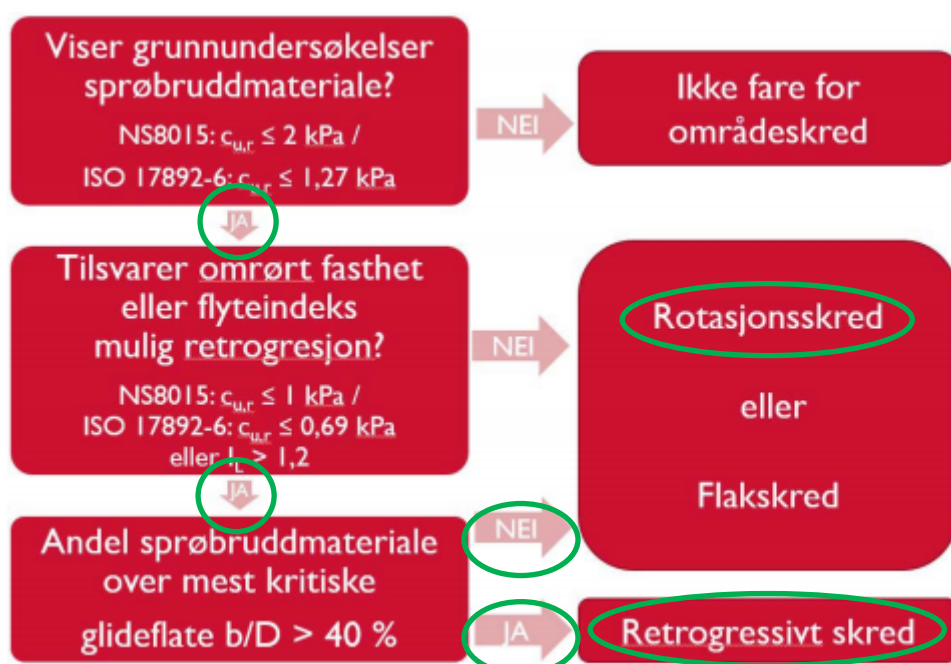 Viser grunnundersøkelser
sprøbruddmateriale?
NS8015: cu,r ≤ 2 kPa /
ISO 17892-6: cu,r ≤ 1,27 kPa
NEI
Ikke fare for
områdeskred
JA
Tilsvarer omrørt fasthet
eller flyteindeks
mulig retrogresjon?
NS8015: cu,r ≤ 1 kPa /
ISO 17892-6: cu,r ≤ 0,69 kPa
eller IL > 1,2
NEI
Rotasjonsskred
eller
Flakskred
JA
Andel sprøbruddmateriale
over mest kritiske
glideflate b/D > 40 %
NEI
JA
Retrogressivt skred